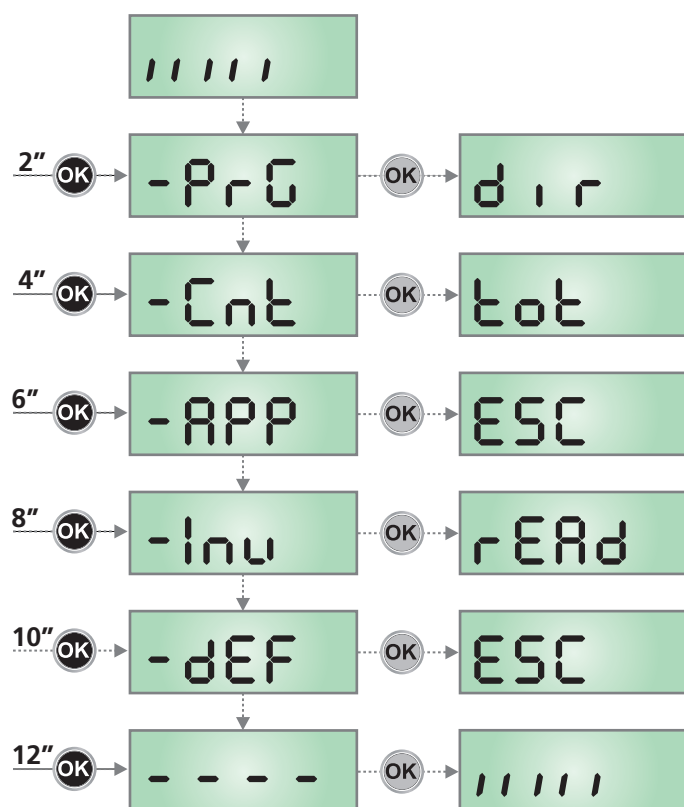 ı ı ı ı ı
2” OK -PrG OK dır
4” OK -Cnt OK tot
6” OK -APP OK ESC
8” OK -Inu OK rEAd
10” OK -dEF OK ESC
12” OK - - - - OK ı ı ı ı ı